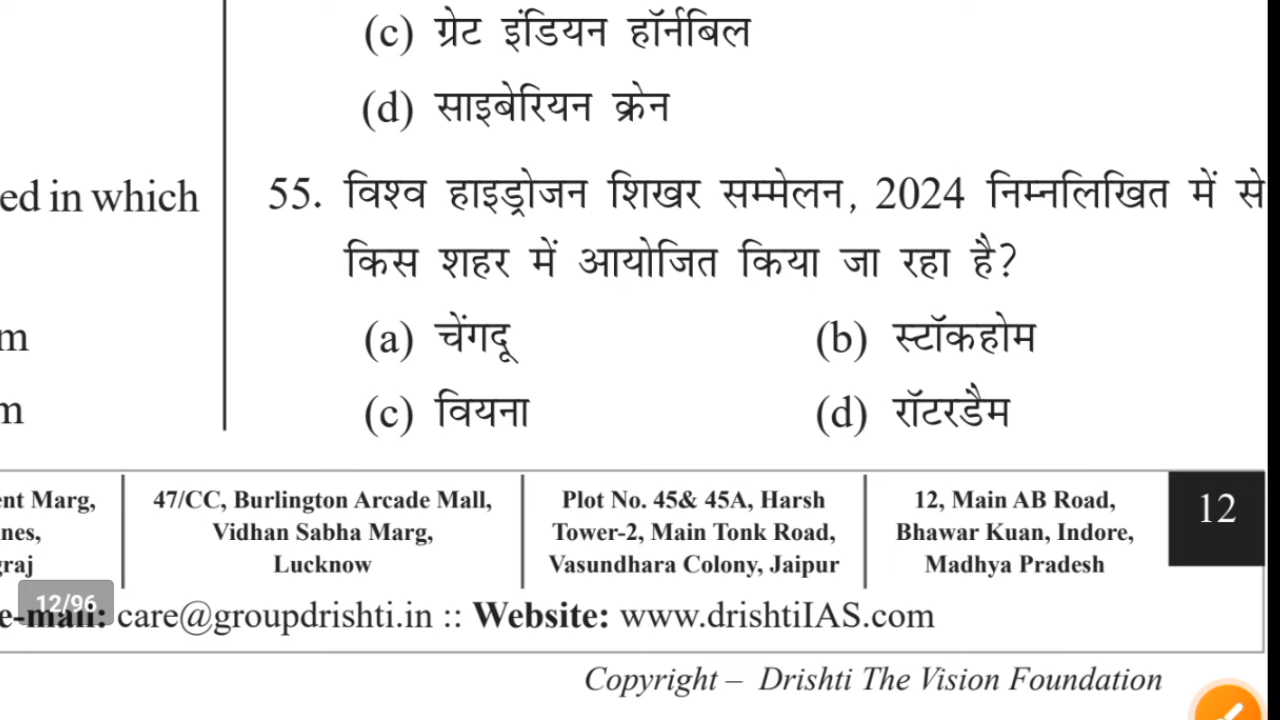 (c) ग्रेट इंडियन हॉर्नबिल
(d) साइबेरियन क्रेन
ed in which
m
m
55. विश्व हाइड्रोजन शिखर सम्मेलन, 2024 निम्नलिखित में से
किस शहर में आयोजित किया जा रहा है?
(a) चेंगदू (b) स्टॉकहोम
(c) वियना (d) रॉटरडैम
ent Marg,
nes,
raj
47/CC, Burlington Arcade Mall,
Vidhan Sabha Marg,
Lucknow
Plot No. 45& 45A, Harsh
Tower-2, Main Tonk Road,
Vasundhara Colony, Jaipur
12, Main AB Road,
Bhawar Kuan, Indore,
Madhya Pradesh
12
12/96
e-mail: care@groupdrishti.in :: Website: www.drishtiIAS.com
Copyright – Drishti The Vision Foundation